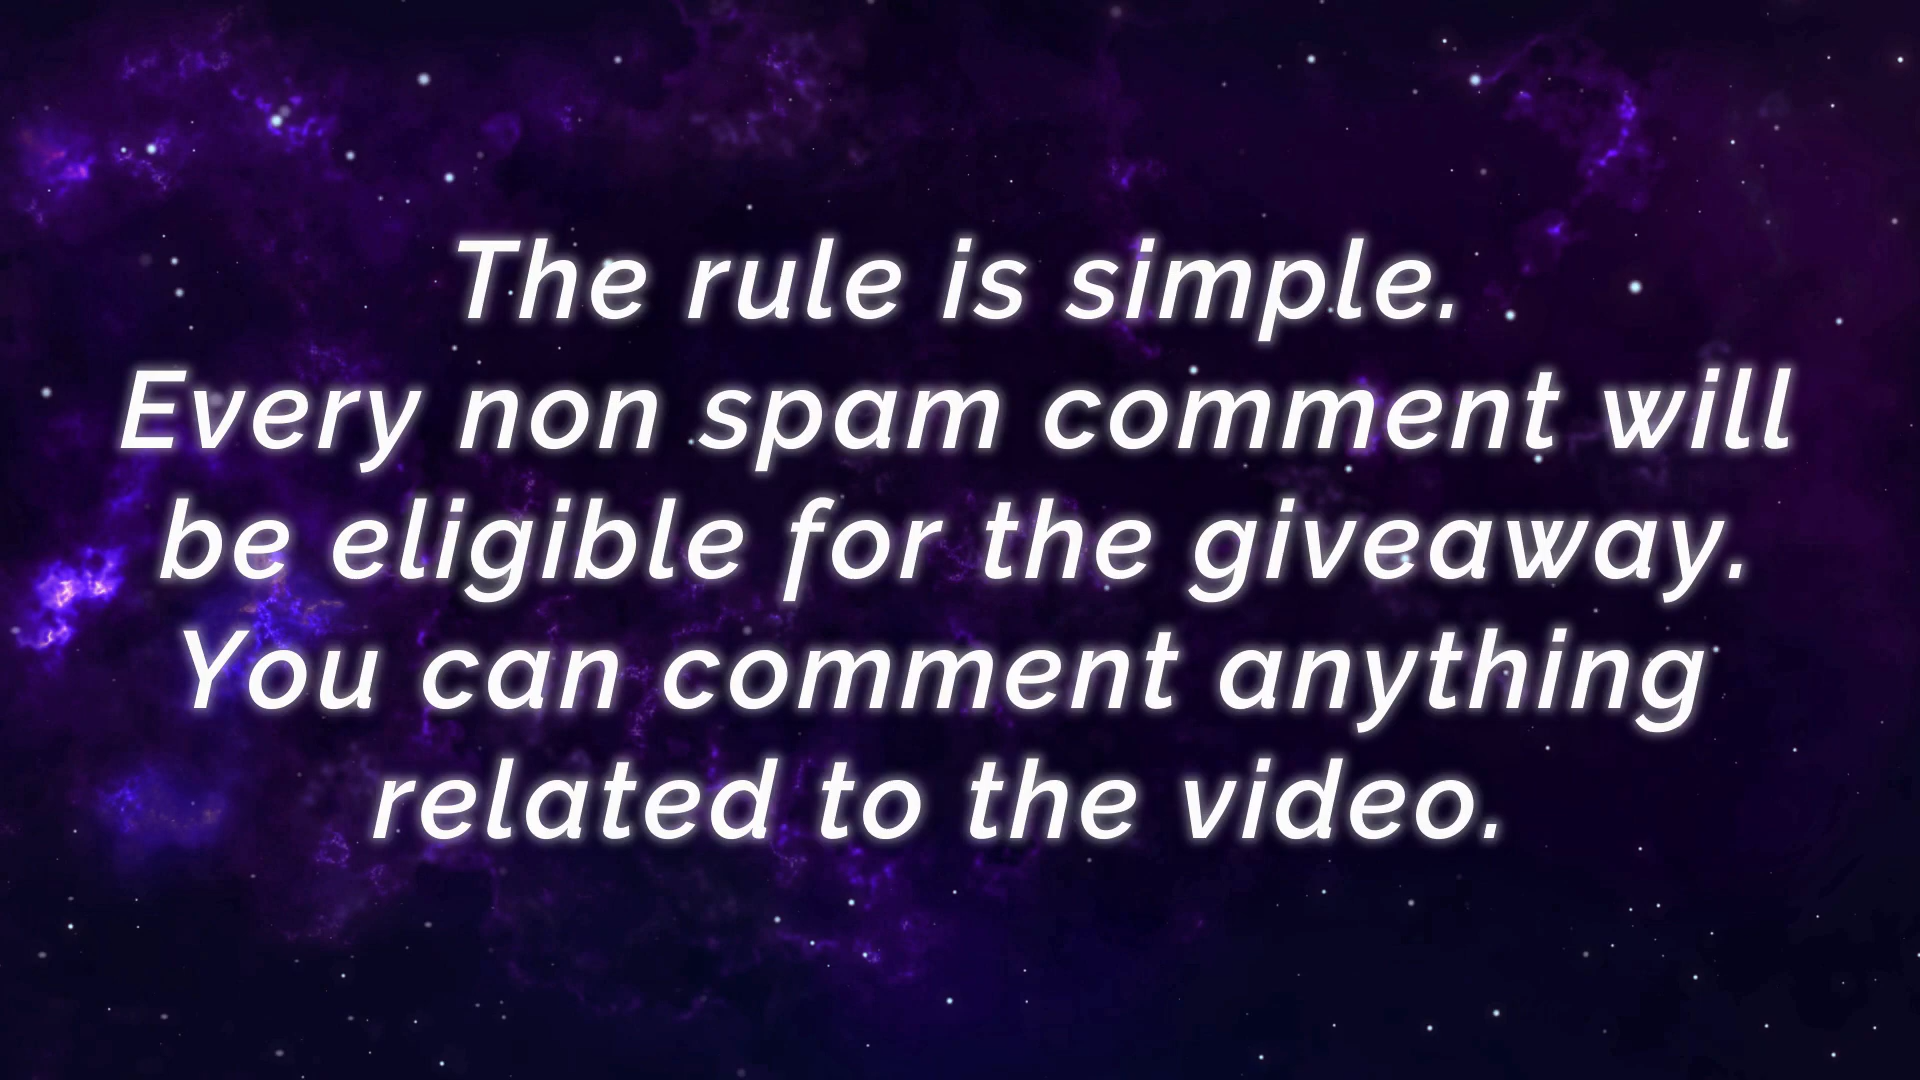 The rule is simple.
Every non spam comment will
be eligible for the giveaway.
You can comment anything
related to the video.